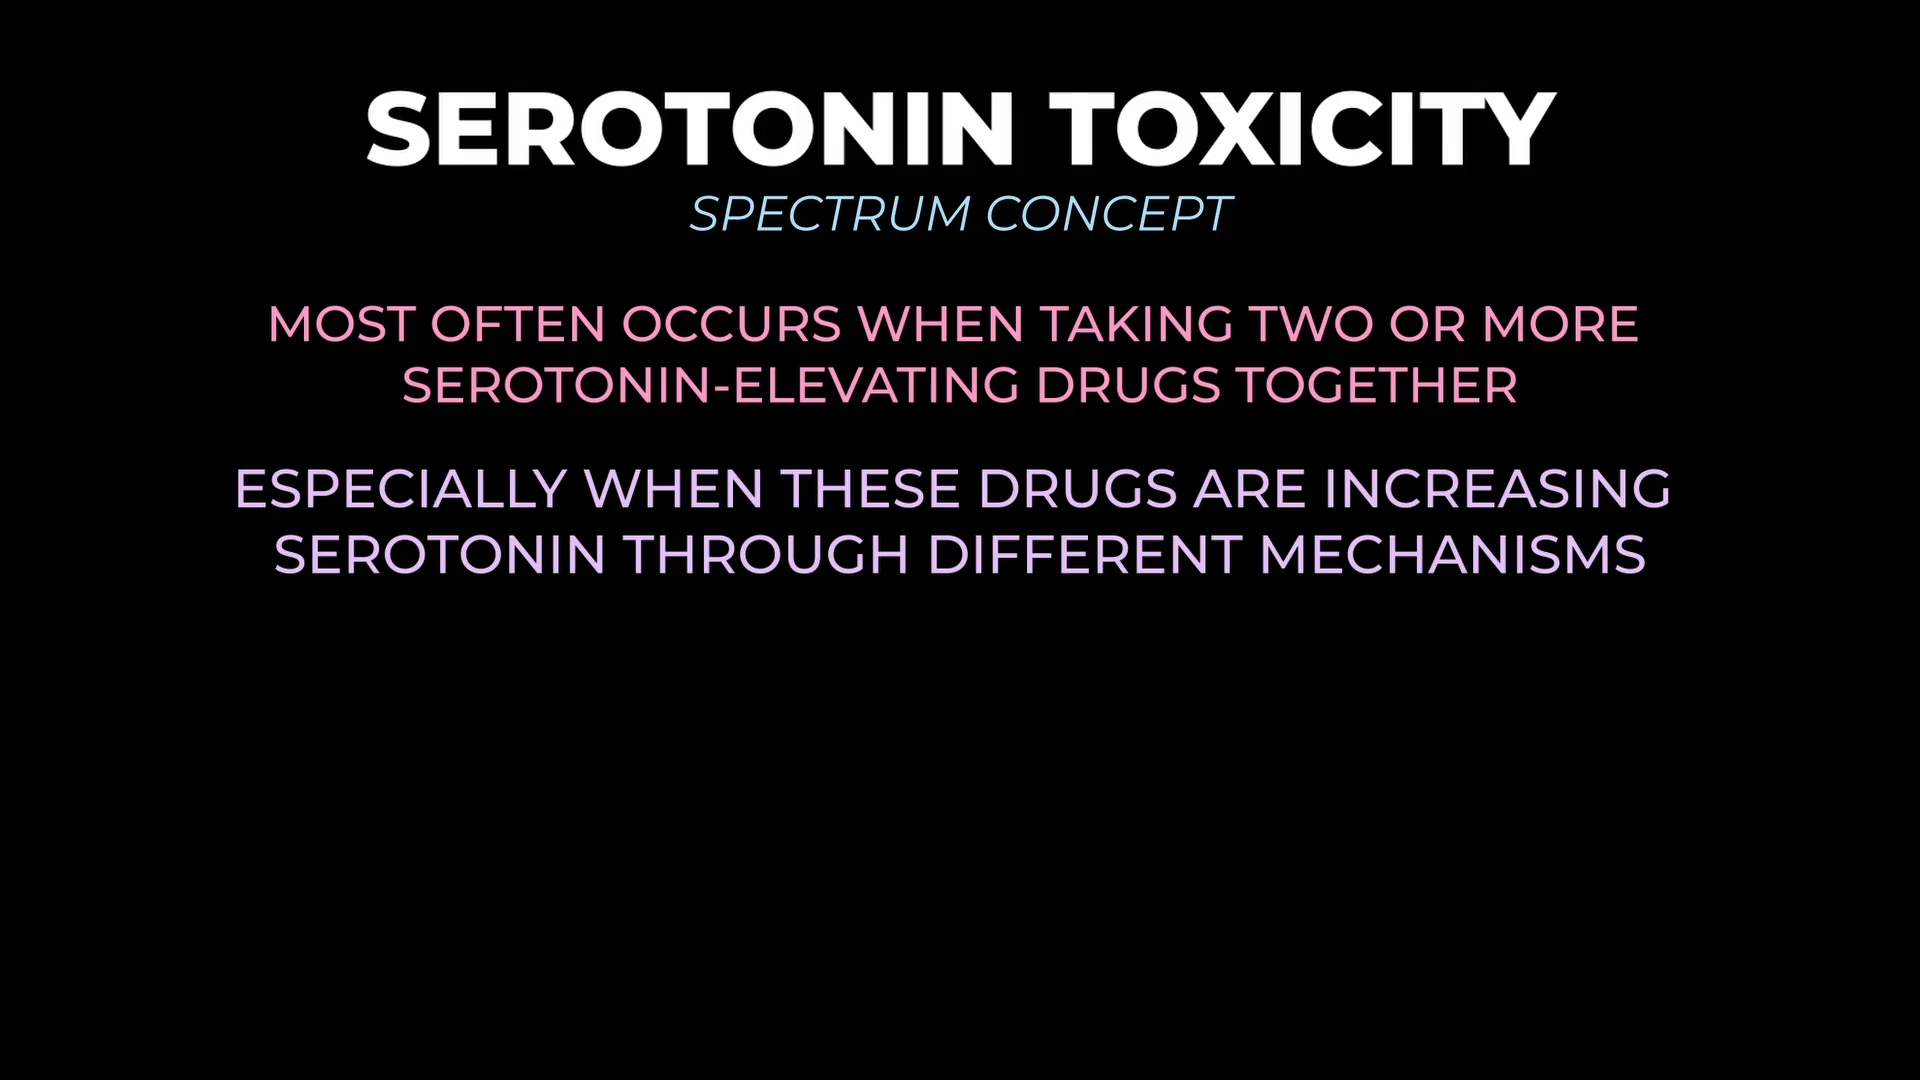 SEROTONIN TOXICITY
SPECTRUM CONCEPT
MOST OFTEN OCCURS WHEN TAKING TWO OR MORE
SEROTONIN-ELEVATING DRUGS TOGETHER
ESPECIALLY WHEN THESE DRUGS ARE INCREASING
SEROTONIN THROUGH DIFFERENT MECHANISMS